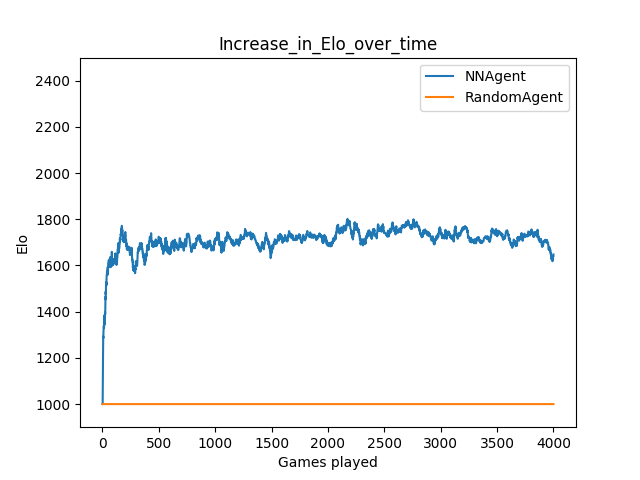 Increase_in_Elo_over_time
NNAgent
RandomAgent
2400
2200
2000
1800
1600
1400
1200
1000
Elo
0 500 1000 1500 2000 2500 3000 3500 4000
Games played